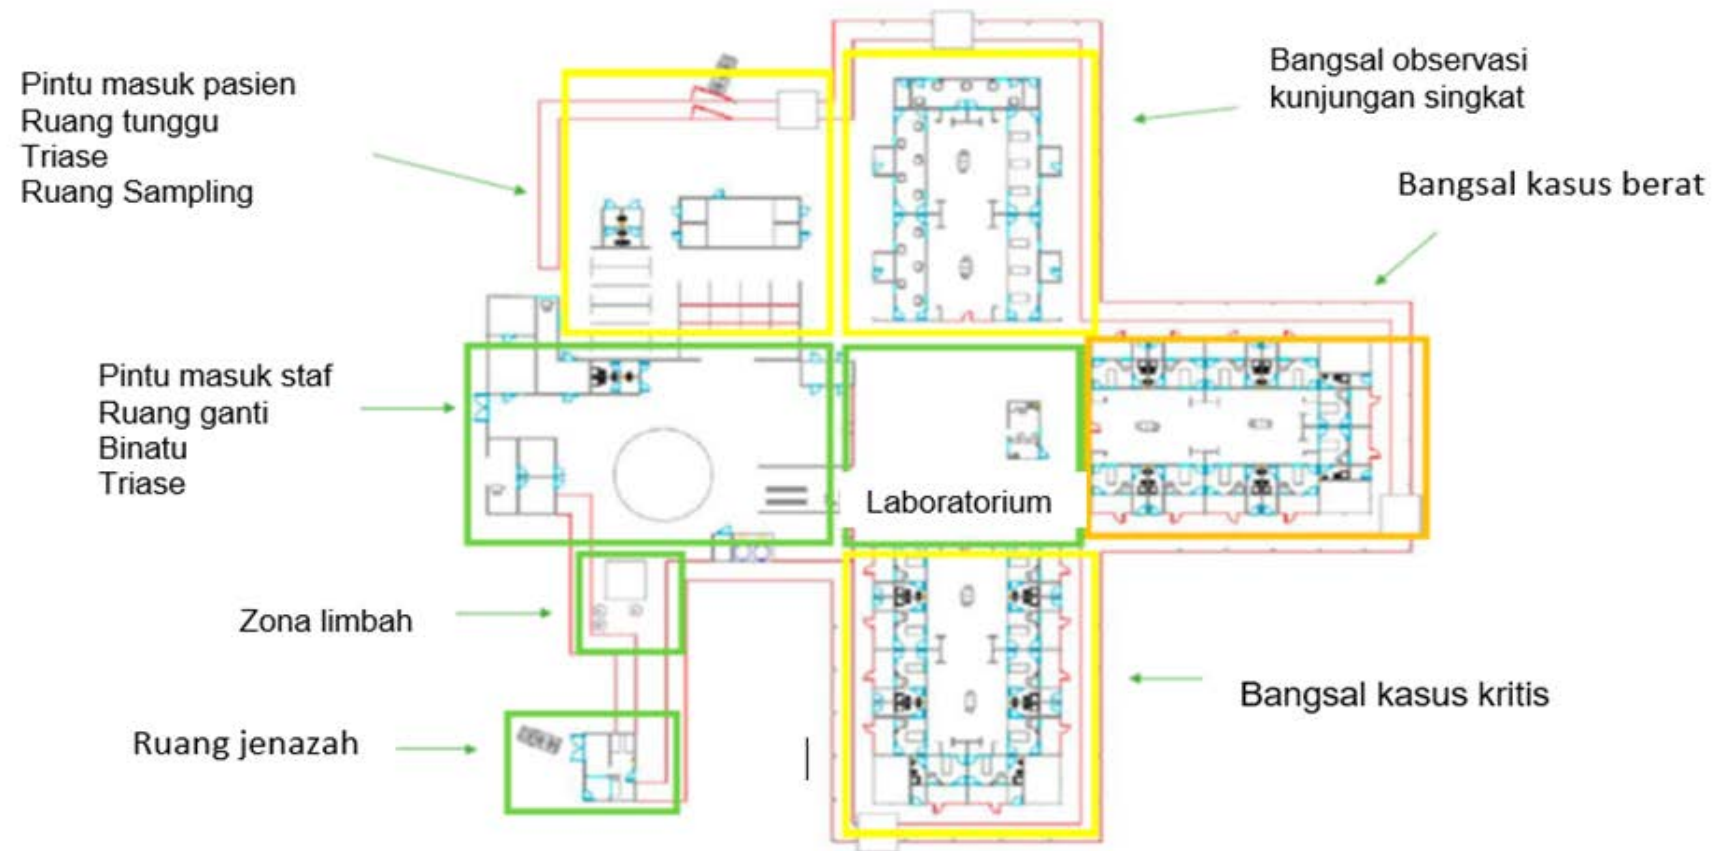 Pintu masuk pasien
Ruang tunggu
Triase
Ruang Sampling
Bangsal observasi
kunjungan singkat
Bangsal kasus berat
Pintu masuk staf
Ruang ganti
Binatu
Triase
Laboratorium
Zona limbah
Bangsal kasus kritis
Ruang jenazah